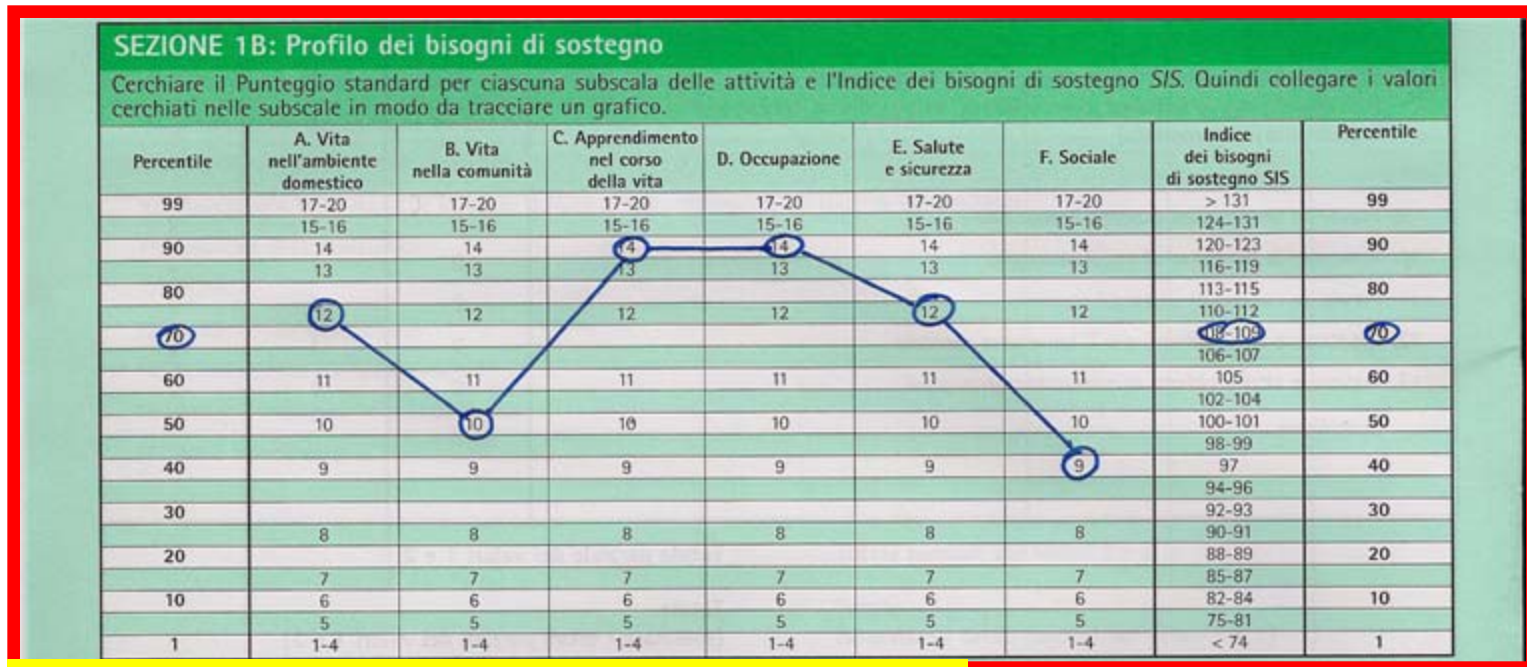 SEZIONE 1B: Profilo dei bisogni di sostegno
Cerchiare il Punteggio standard per ciascuna subscala delle attività e l'Indice dei bisogni di sostegno SIS. Quindi collegare i valori
cerchiati nelle subscale in modo da tracciare un grafico.
Percentile A. Vita nell'ambiente domestico B. Vita nella comunità C. Apprendimento nel corso della vita D. Occupazione E. Salute e sicurezza F. Sociale Indice dei bisogni di sostegno SIS Percentile
99 17-20 17-20 17-20 17-20 17-20 17-20 > 131 99
15-16 15-16 15-16 15-16 15-16 15-16 124-131
90 14 14 14 14 14 14 120-123 90
13 13 13 13 13 13 116-119
80 113-115 80
12 12 12 12 12 12 110-112
70 108-109 70
106-107
60 11 11 11 11 11 11 105 60
102-104
50 10 10 10 10 10 10 100-101 50
98-99
40 9 9 9 9 9 9 97 40
94-96
30 92-93 30
8 8 8 8 8 8 90-91
20 88-89 20
7 7 7 7 7 7 85-87
10 6 6 6 6 6 6 82-84 10
5 5 5 5 5 5 75-81
1 1-4 1-4 1-4 1-4 1-4 1-4 < 74 1